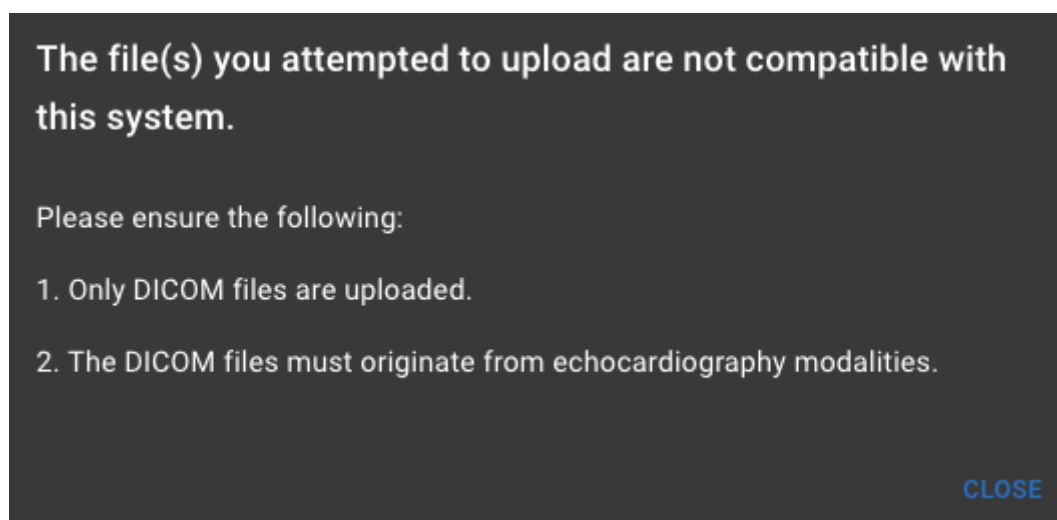 The file(s) you attempted to upload are not compatible with
this system.
Please ensure the following:
1. Only DICOM files are uploaded.
2. The DICOM files must originate from echocardiography modalities.
CLOSE